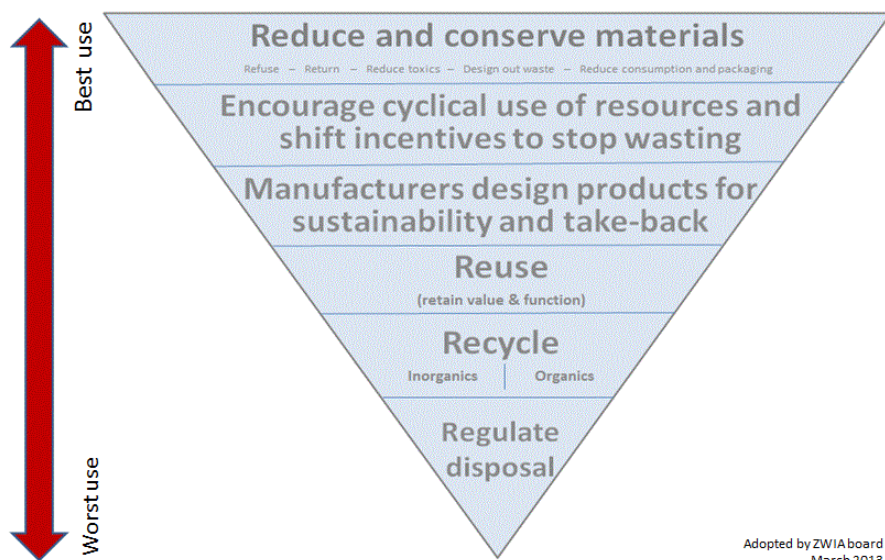 Best use
Reduce and conserve materials
Refuse – Return – Reduce toxics – Design out waste – Reduce consumption and packaging
Encourage cyclical use of resources and
shift incentives to stop wasting
Manufacturers design products for
sustainability and take-back
Reuse
(retain value & function)
Recycle
Inorganics | Organics
Regulate
disposal
Worst use
Adopted by ZWIA board
March 2013